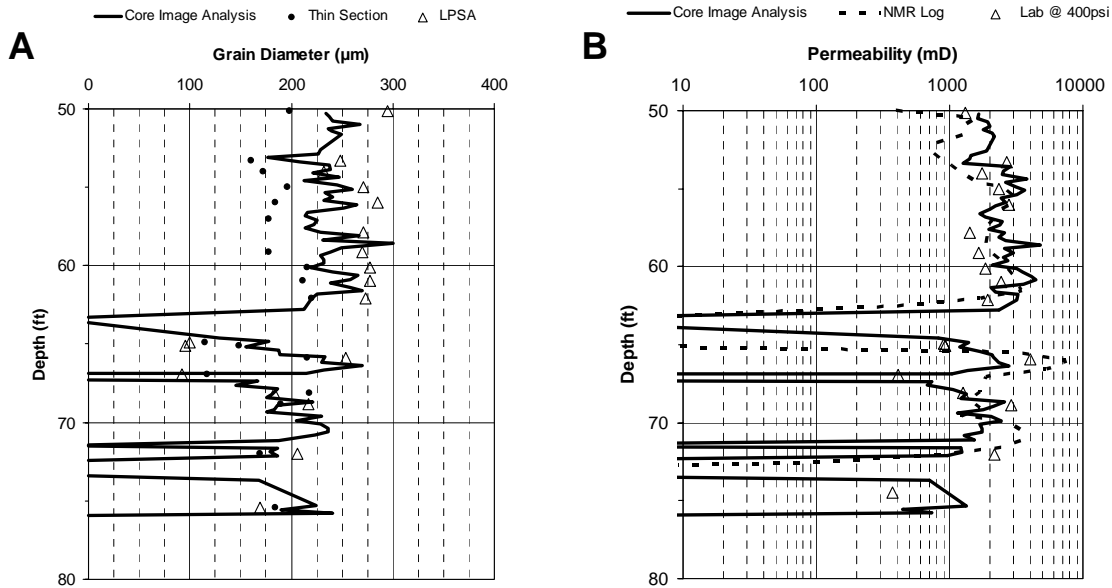 Core Image Analysis Thin Section LPSA
A
Grain Diameter (µm)
0 100 200 300 400
50
60
70
80
Depth (ft)
Core Image Analysis NMR Log Lab @ 400psi
B
Permeability (mD)
10 100 1000 10000
50
60
70
80
Depth (ft)